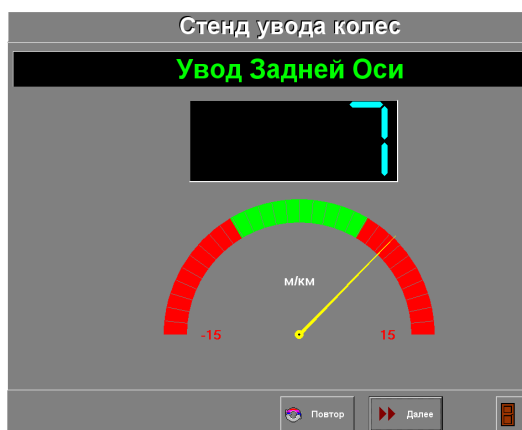 Стенд увода колес
Увод Задней Оси
7
м/км
-15 15
Повтор Далее